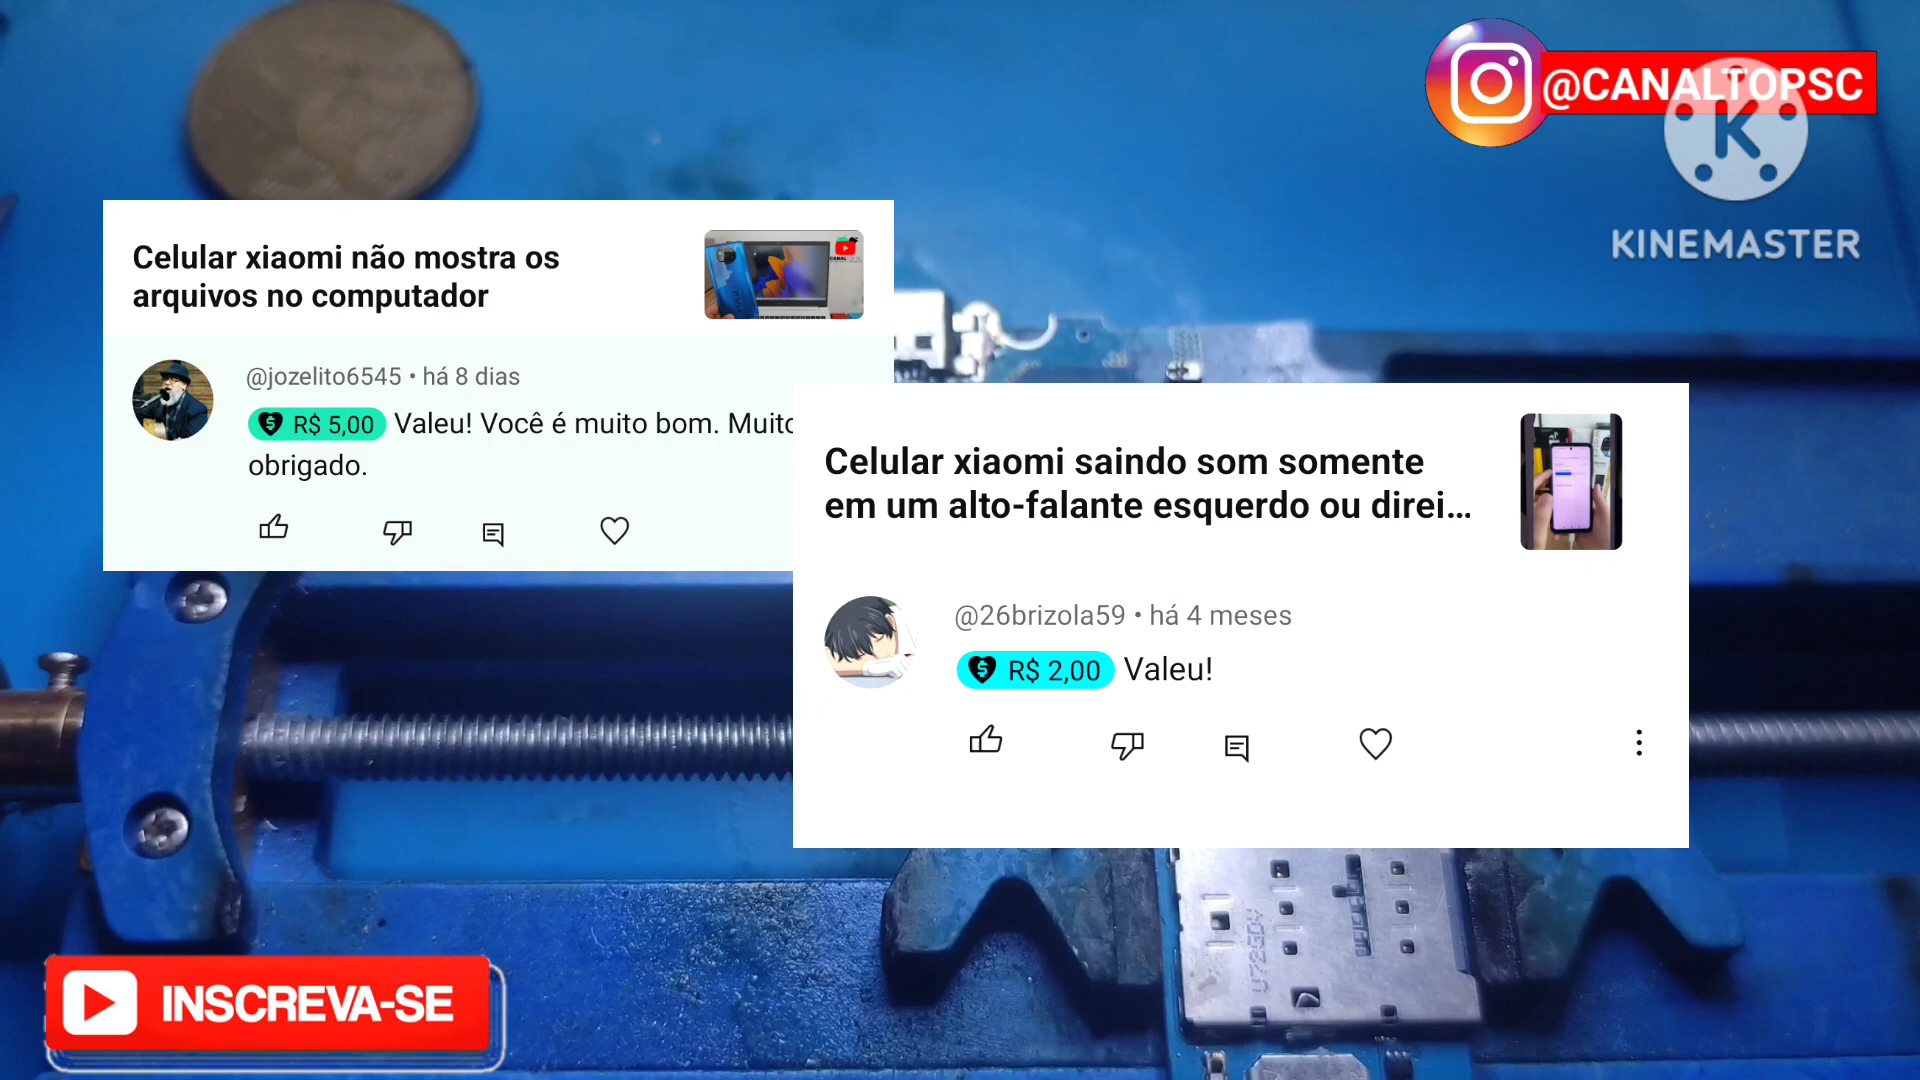 @CANALTOPSC
K
KINEMASTER
Celular xiaomi não mostra os
arquivos no computador
@jozelito6545 • há 8 dias
R$ 5,00 Valeu! Você é muito bom. Muito
obrigado.
Celular xiaomi saindo som somente
em um alto-falante esquerdo ou direi...
@26brizola59 • há 4 meses
R$ 2,00 Valeu!
INSCREVA-SE